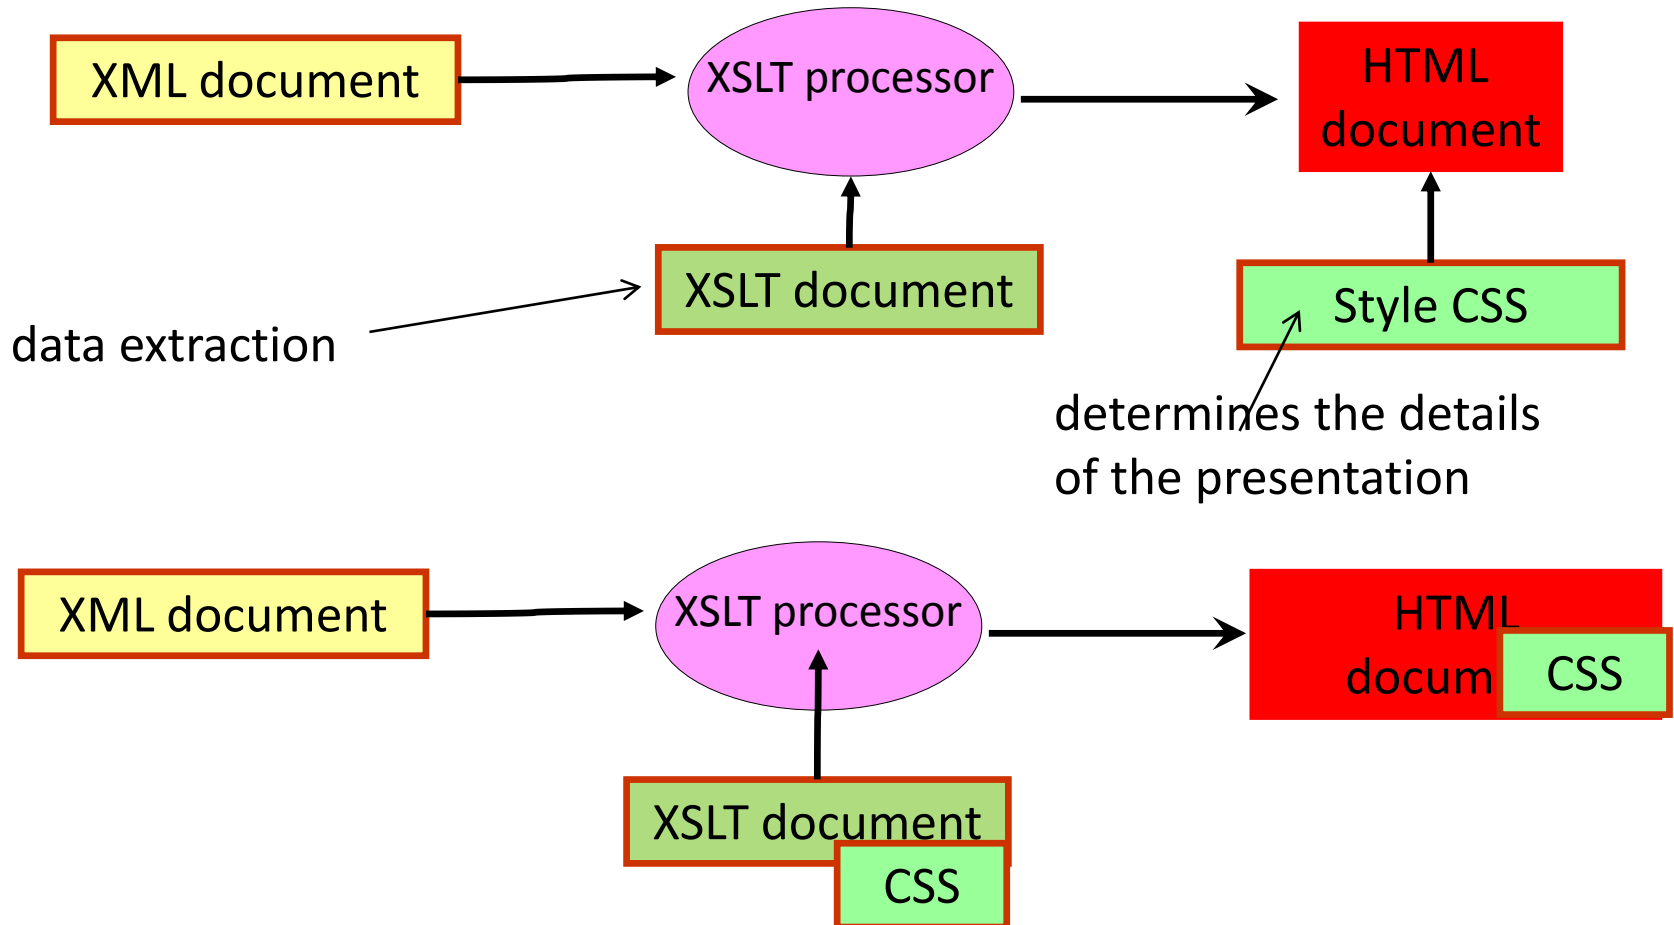 XML document
XSLT processor
HTML
document
XSLT document
Style CSS
data extraction
determines the details
of the presentation
XML document
XSLT processor
HTML
docum
CSS
XSLT document
CSS